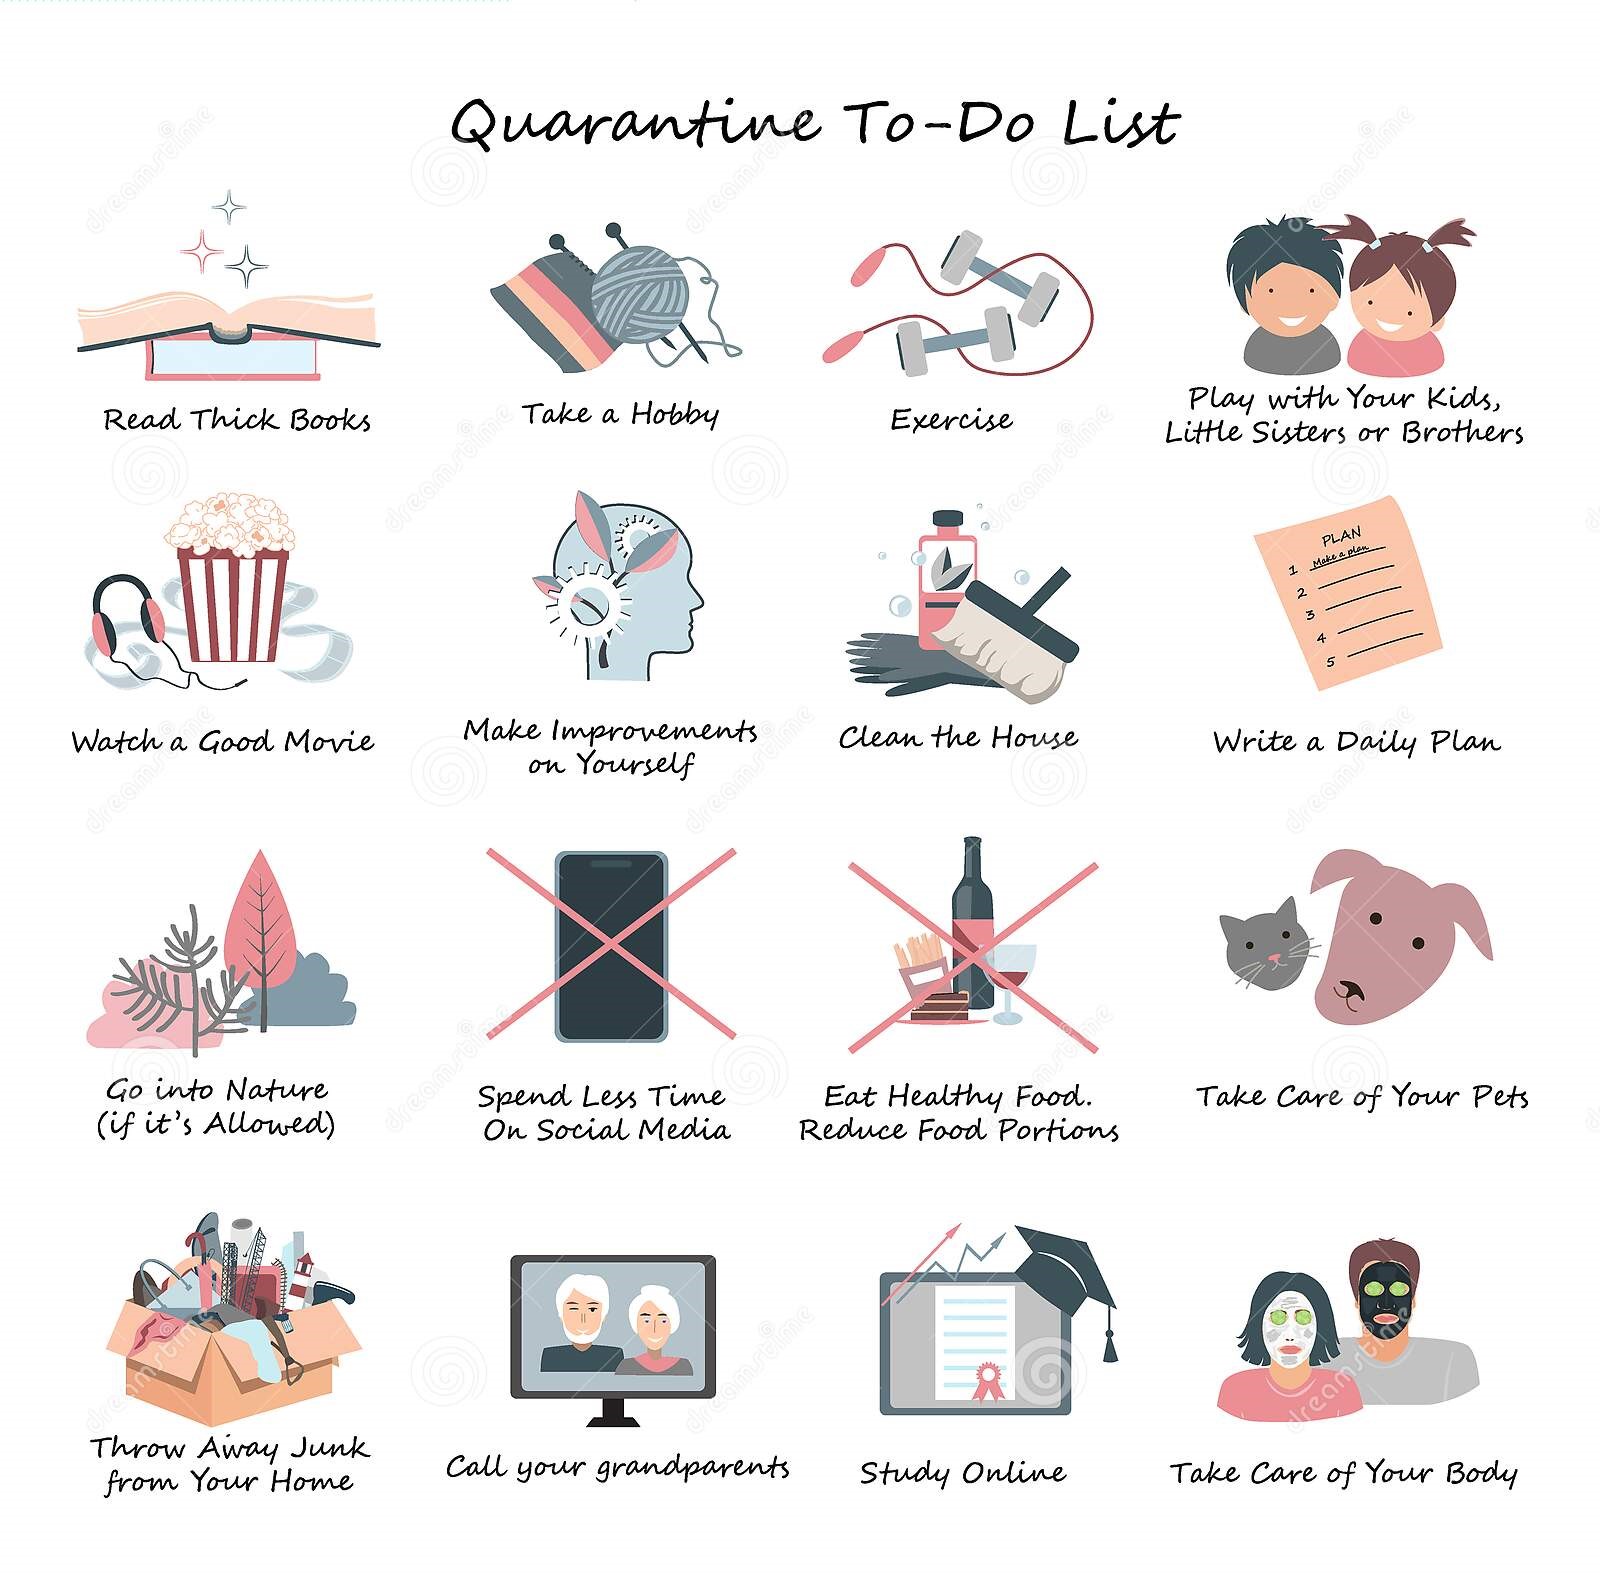 Quarantine To-Do List
Read Thick Books
Take a Hobby
Exercise
Play with Your Kids,
Little Sisters or Brothers
PLAN
1 Make a plan
2
3
4
5
Watch a Good Movie
Make Improvements
on Yourself
Clean the House
Write a Daily Plan
Go into Nature
(if it's Allowed)
Spend Less Time
On Social Media
Eat Healthy Food.
Reduce Food Portions
Take Care of Your Pets
Throw Away Junk
from Your Home
Call your grandparents
Study Online
Take Care of Your Body
dreamstime